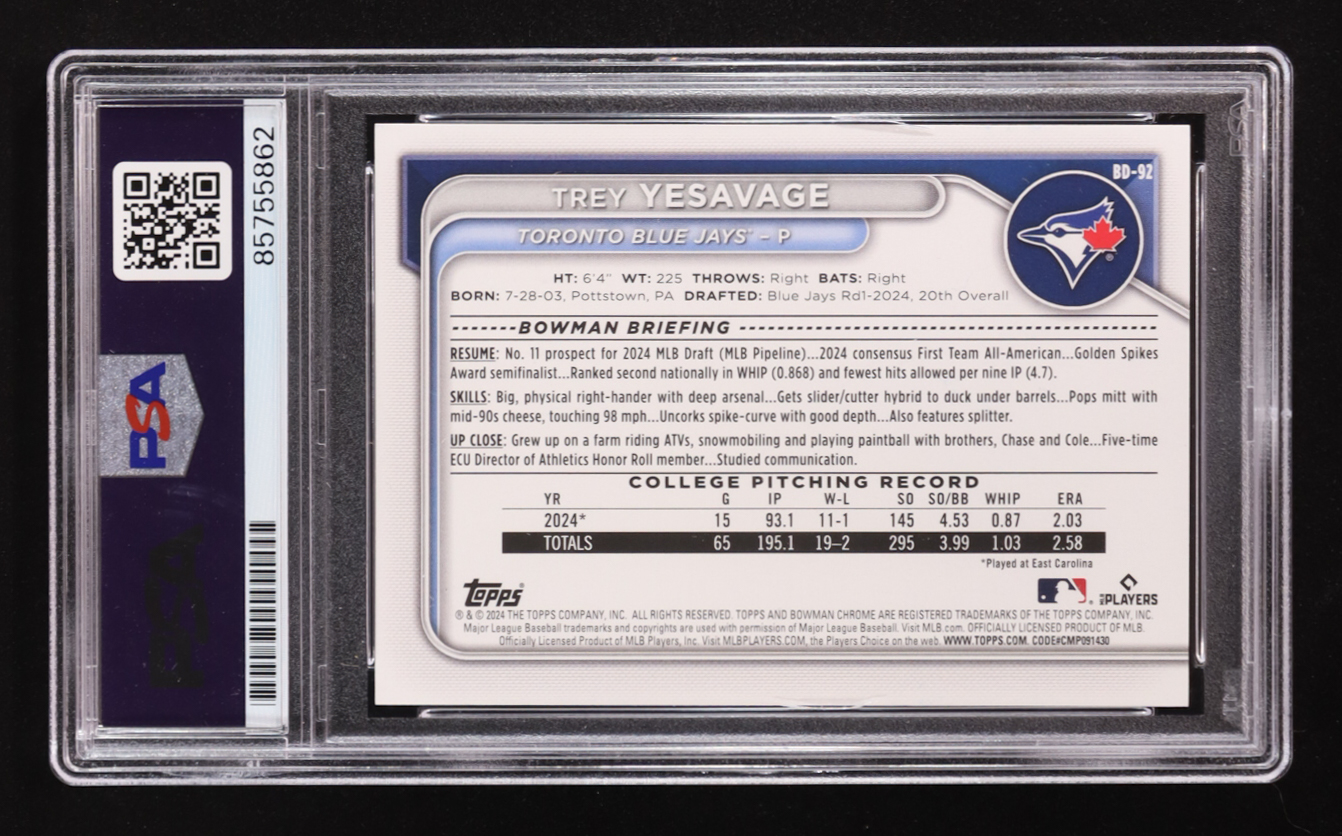 85755862
PSA
BD-92
TREY YESAVAGE
TORONTO BLUE JAYS™ – P
HT: 6'4" WT: 225 THROWS: Right BATS: Right
BORN: 7-28-03, Pottstown, PA DRAFTED: Blue Jays Rd1-2024, 20th Overall
-------BOWMAN BRIEFING -------
RESUME: No. 11 prospect for 2024 MLB Draft (MLB Pipeline)...2024 consensus First Team All-American...Golden Spikes
Award semifinalist...Ranked second nationally in WHIP (0.868) and fewest hits allowed per nine IP (4.7).
SKILLS: Big, physical right-hander with deep arsenal...Gets slider/cutter hybrid to duck under barrels...Pops mitt with
mid-90s cheese, touching 98 mph...Uncorks spike-curve with good depth...Also features splitter.
UP CLOSE: Grew up on a farm riding ATVs, snowmobiling and playing paintball with brothers, Chase and Cole...Five-time
ECU Director of Athletics Honor Roll member...Studied communication.
COLLEGE PITCHING RECORD
YR G IP W-L SO SO/BB WHIP ERA
2024* 15 93.1 11-1 145 4.53 0.87 2.03
TOTALS 65 195.1 19–2 295 3.99 1.03 2.58
*Played at East Carolina
Topps®
MLB PLAYERS
® & © 2024 THE TOPPS COMPANY, INC. ALL RIGHTS RESERVED. TOPPS AND BOWMAN CHROME ARE REGISTERED TRADEMARKS OF THE TOPPS COMPANY, INC.
Major League Baseball trademarks and copyrights are used with permission of Major League Baseball. Visit MLB.com. OFFICIALLY LICENSED PRODUCT OF MLB.
Officially Licensed Product of MLB Players, Inc. Visit MLBPLAYERS.COM, the Players Choice on the web. WWW.TOPPS.COM. CODE#CMP091430
PSA
PSA